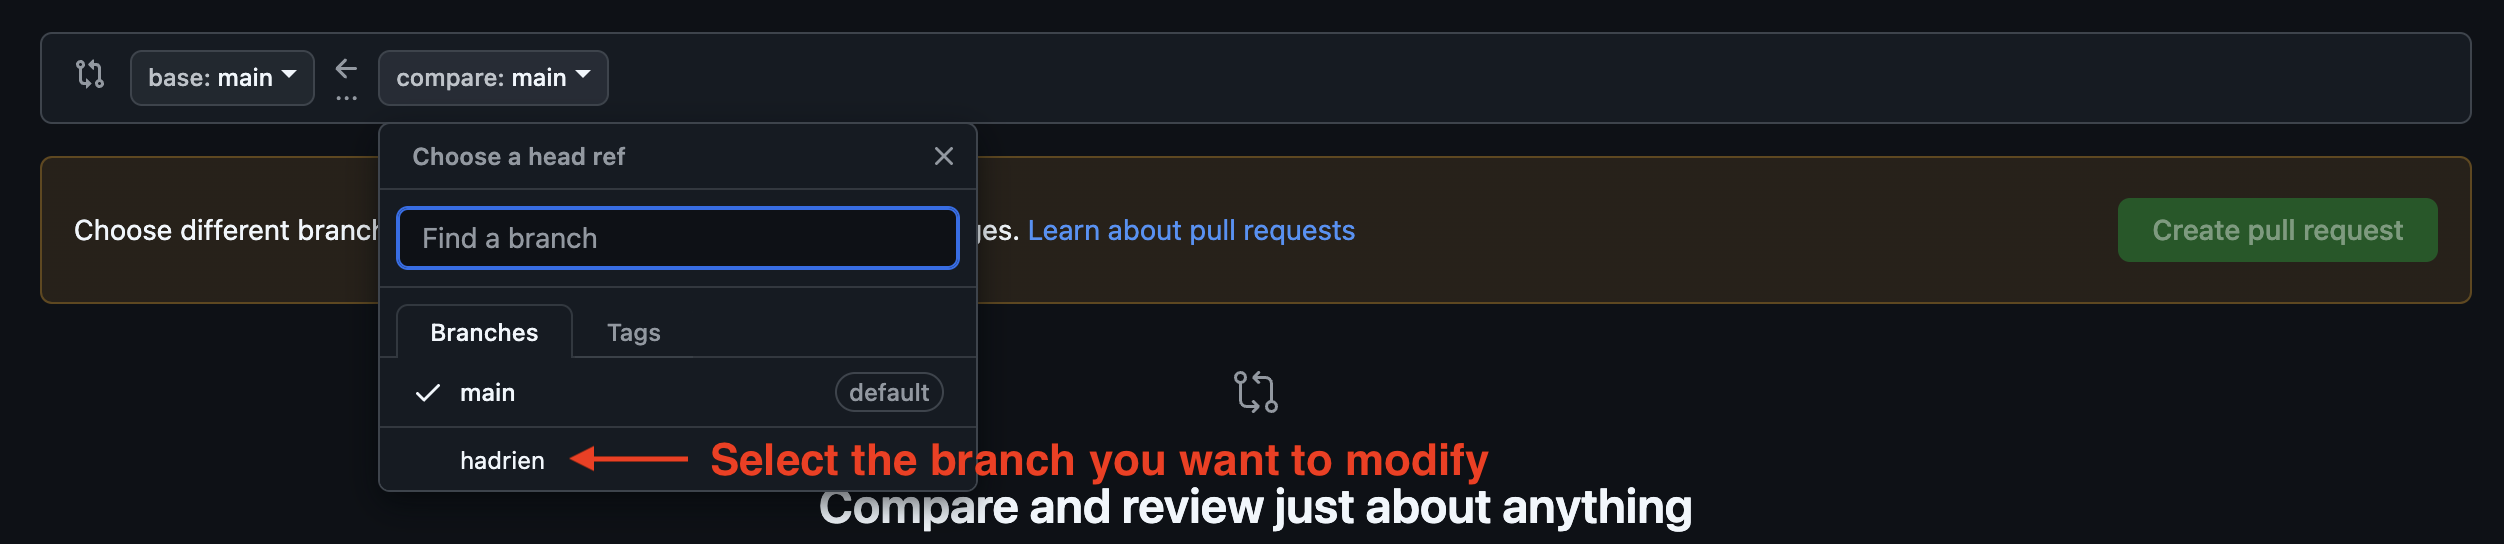 base: main
compare: main
Choose a head ref
Choose different branch
ges. Learn about pull requests
Create pull request
Find a branch
Branches
Tags
main
default
hadrien
Select the branch you want to modify
Compare and review just about anything